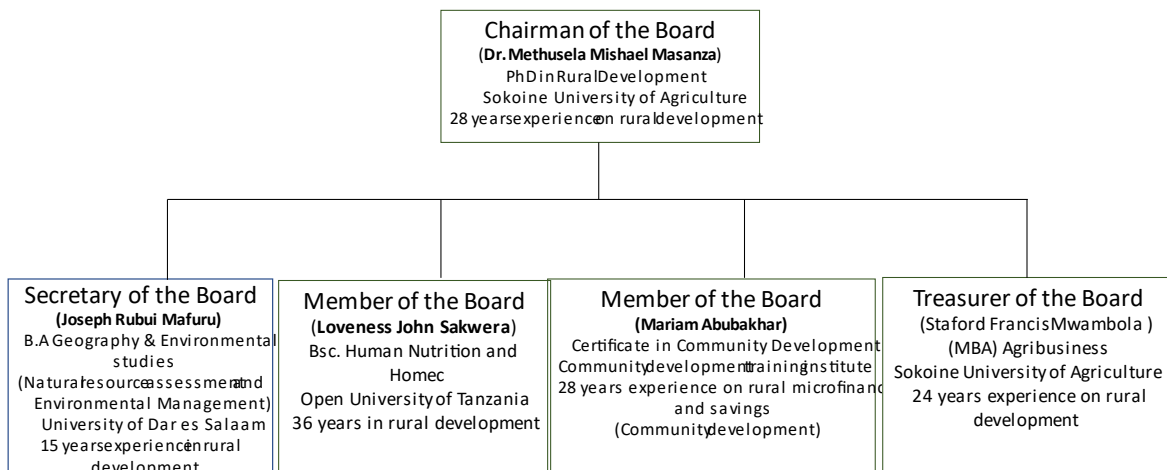 Chairman of the Board
(Dr. Methusela Mishael Masanza)
PhD in Rural Development
Sokoine University of Agriculture
28 years experience on rural development
Secretary of the Board
(Joseph Rubui Mafuru)
B.A Geography & Environmental
studies
(Natural resource assessment and
Environmental Management)
University of Dar es Salaam
15 years experience in rural
development
Member of the Board
(Loveness John Sakwera)
Bsc. Human Nutrition and
Homec
Open University of Tanzania
36 years in rural development
Member of the Board
(Mariam Abubakhar)
Certificate in Community Development
Community development training institute
28 years experience on rural microfinanc
and savings
(Community development)
Treasurer of the Board
(Staford Francis Mwambola )
(MBA) Agribusiness
Sokoine University of Agriculture
24 years experience on rural
development